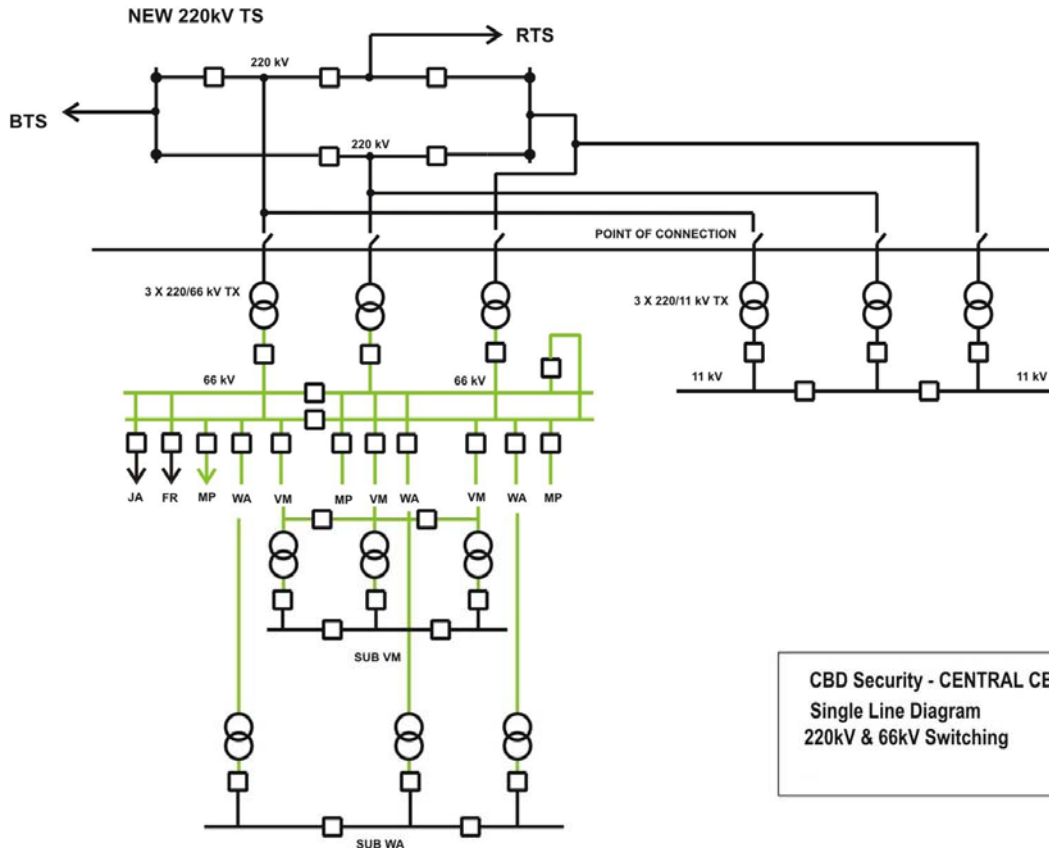 NEW 220kV TS
RTS
220 kV
BTS
220 kV
POINT OF CONNECTION
3 X 220/66 kV TX
3 X 220/11 kV TX
66 kV
66 kV
11 kV
11 kV
JA
FR
MP
WA
VM
MP
VM
WA
VM
WA
MP
SUB VM
CBD Security - CENTRAL CE
Single Line Diagram
220kV & 66kV Switching
SUB WA